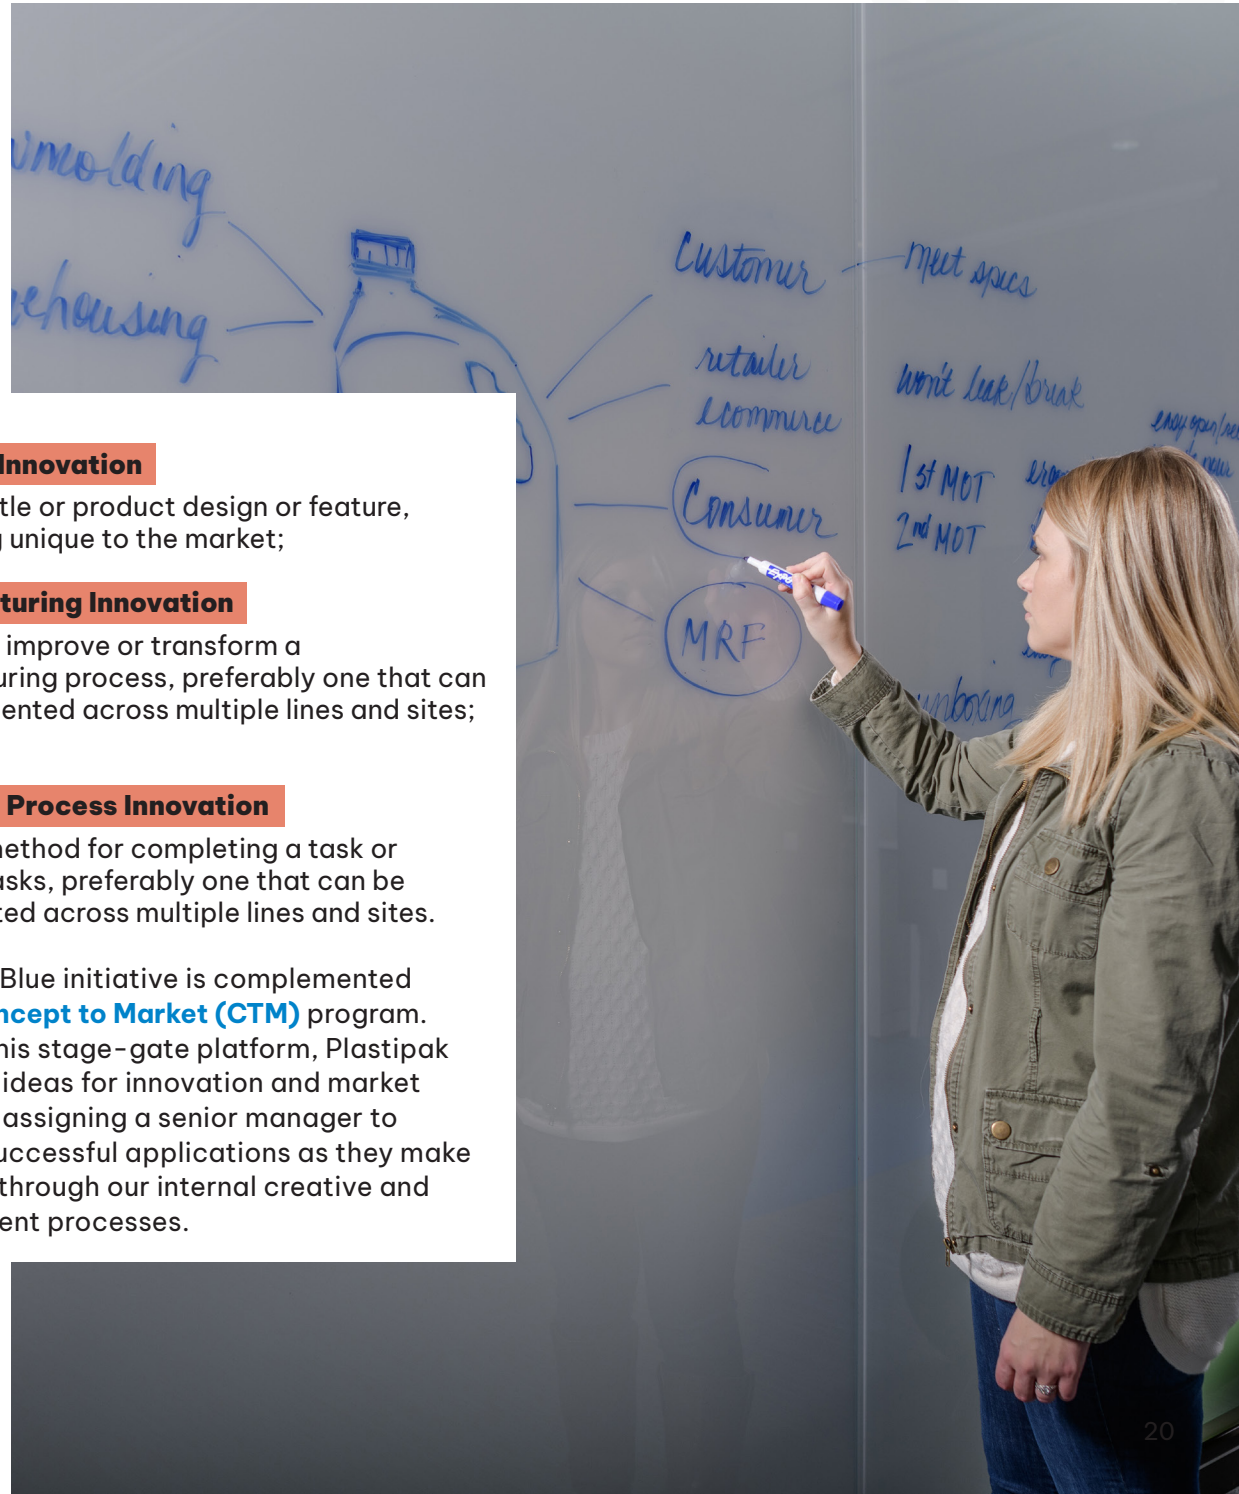 molding
ehousing
Customer
meet specs
retailer
ecommerce
won't leak/break
Consumer
1st MOT
2nd MOT
MRF
unboxing
EXPO
Innovation
tle or product design or feature,
g unique to the market;
turing Innovation
improve or transform a
uring process, preferably one that can
ented across multiple lines and sites;
Process Innovation
method for completing a task or
asks, preferably one that can be
ted across multiple lines and sites.
Blue initiative is complemented
ncept to Market (CTM) program.
his stage-gate platform, Plastipak
ideas for innovation and market
assigning a senior manager to
uccessful applications as they make
through our internal creative and
ent processes.
20